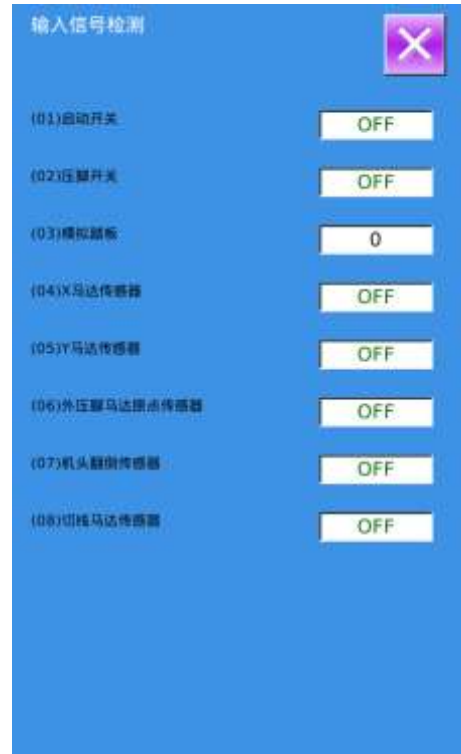 输入信号检测
(01)启动开关 OFF
(02)压脚开关 OFF
(03)模拟踏板 0
(04)X马达传感器 OFF
(05)Y马达传感器 OFF
(06)外压脚马达原点传感器 OFF
(07)机头翻倒传感器 OFF
(08)切线马达传感器 OFF